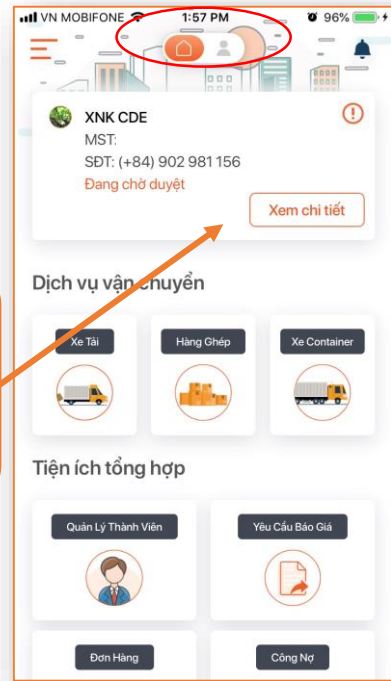 VN MOBIFONE 1:57 PM 96%
XNK CDE
MST:
SĐT: (+84) 902 981 156
Đang chờ duyệt
Xem chi tiết
Dịch vụ vận chuyển
Xe Tải Hàng Ghép Xe Container
Tiện ích tổng hợp
Quản Lý Thành Viên Yêu Cầu Báo Giá
Đơn Hàng Công Nợ